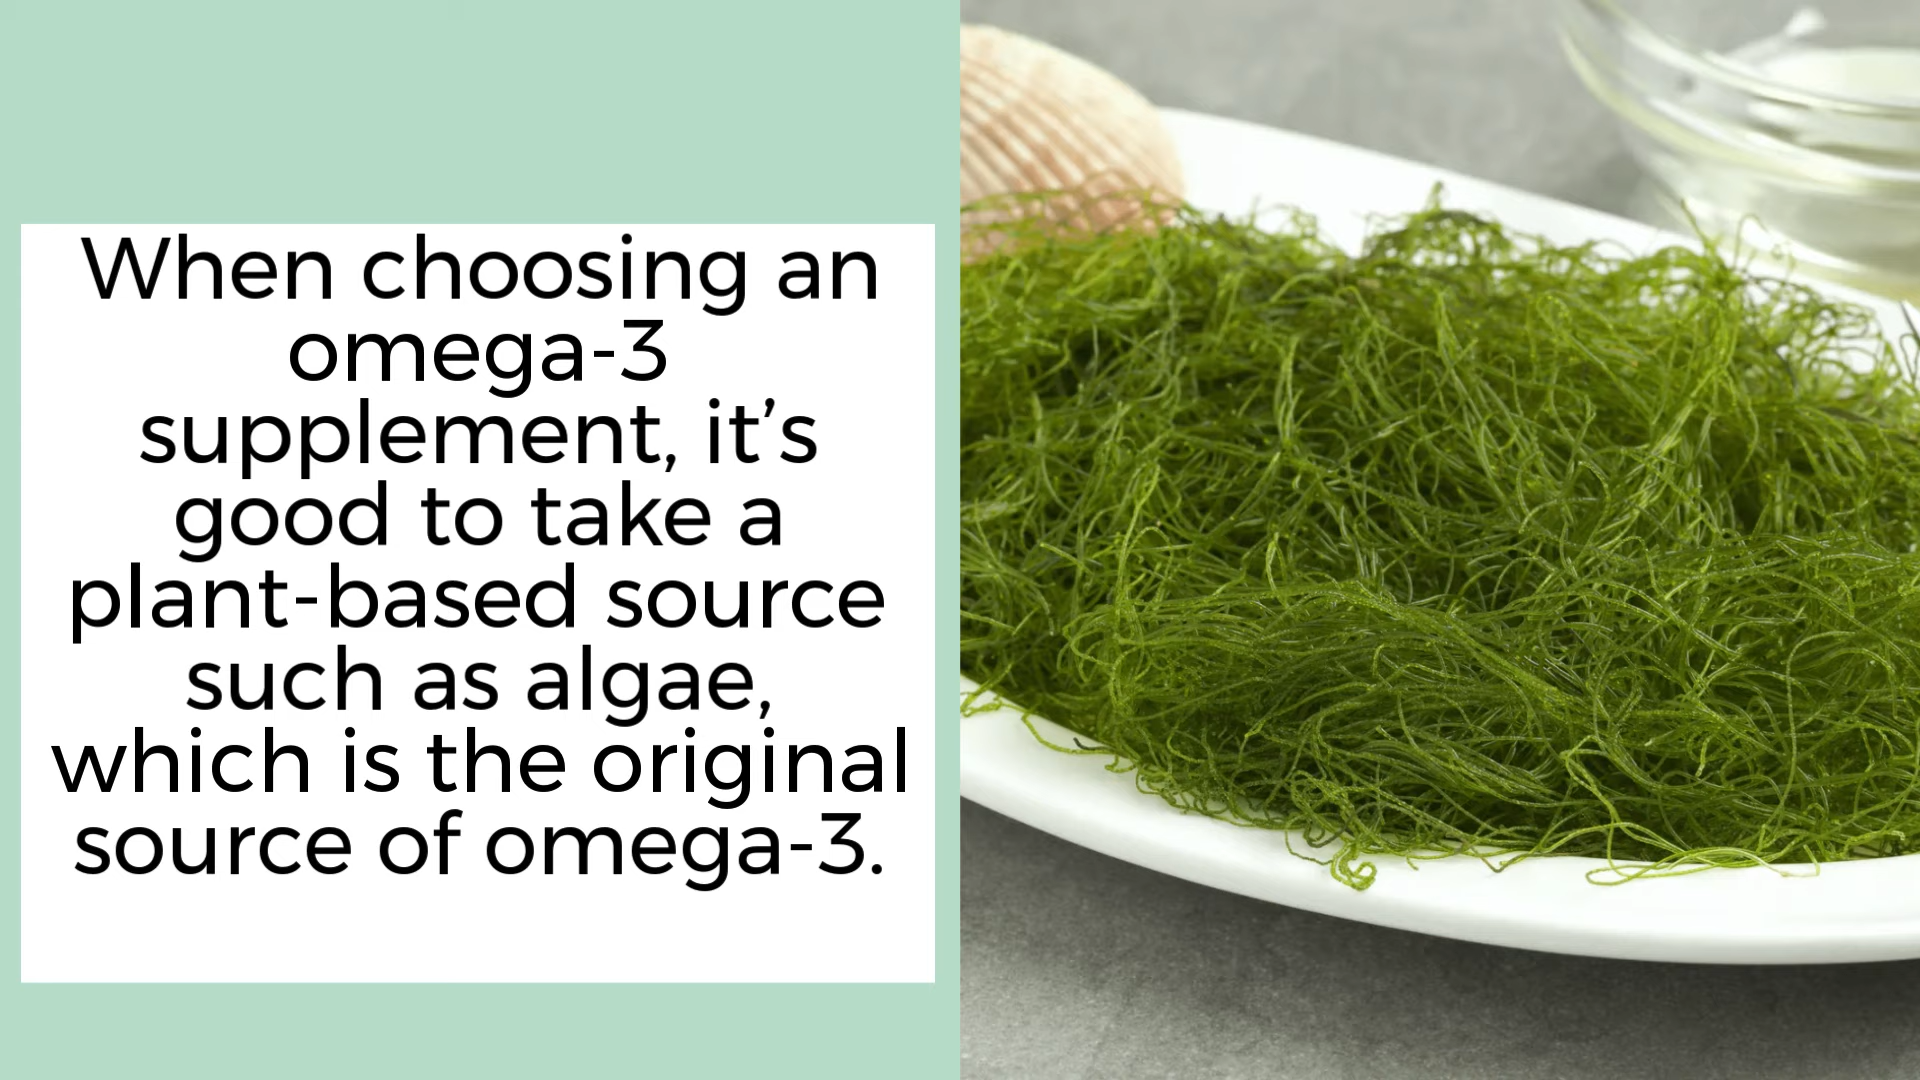 When choosing an
omega-3
supplement, it’s
good to take a
plant-based source
such as algae,
which is the original
source of omega-3.